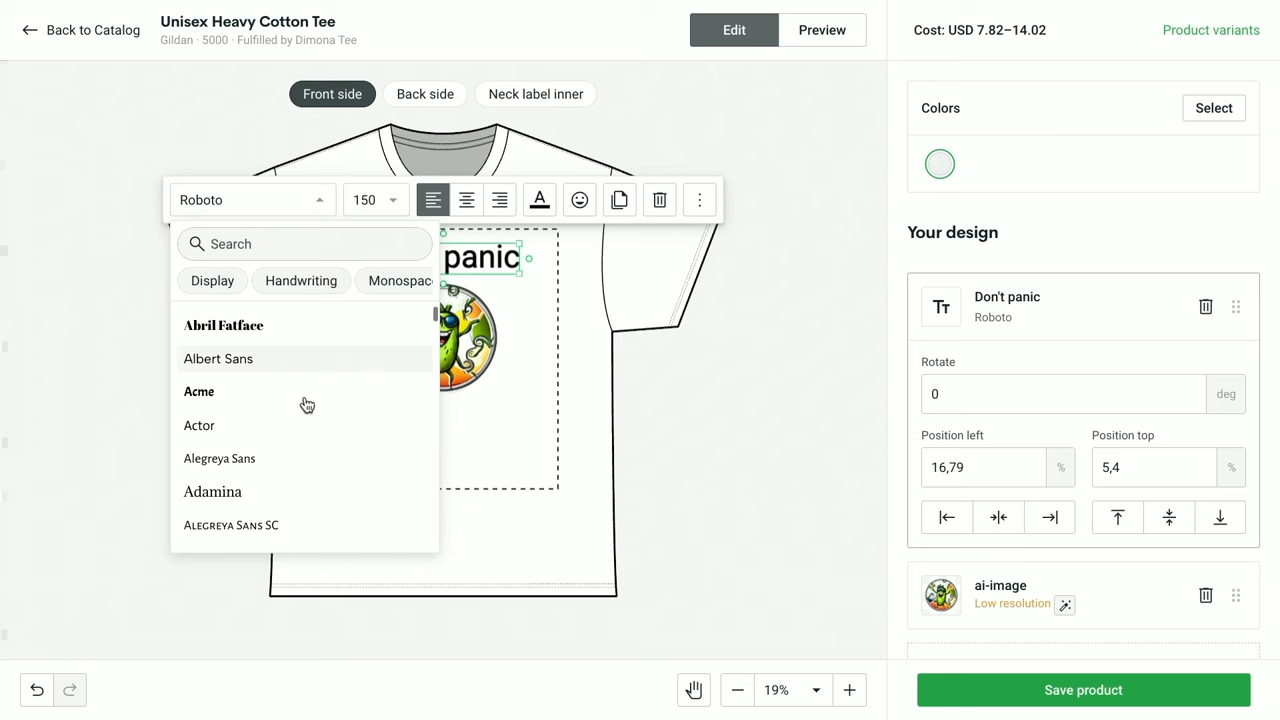 Back to Catalog
Unisex Heavy Cotton Tee
Gildan · 5000 · Fulfilled by Dimona Tee
Edit
Preview
Cost: USD 7.82–14.02
Product variants
Front side
Back side
Neck label inner
Roboto
150
A
Search
Display
Handwriting
Monospac
Abril Fatface
Albert Sans
Acme
Actor
Alegreya Sans
Adamina
Alegreya Sans SC
panic
Colors
Select
Your design
TT
Don't panic
Roboto
Rotate
0
deg
Position left
Position top
16,79
%
5,4
%
ai-image
Low resolution
19%
Save product